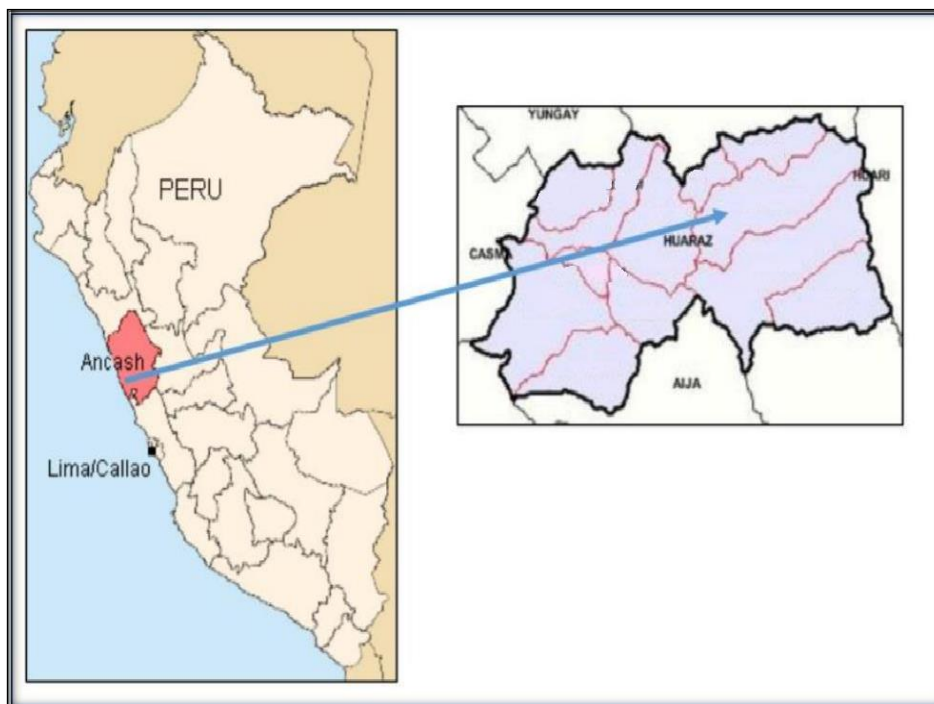 PERU
Ancash
Lima/Callao
YUNGAY
HUARI
CASMA
HUARAZ
AIJA